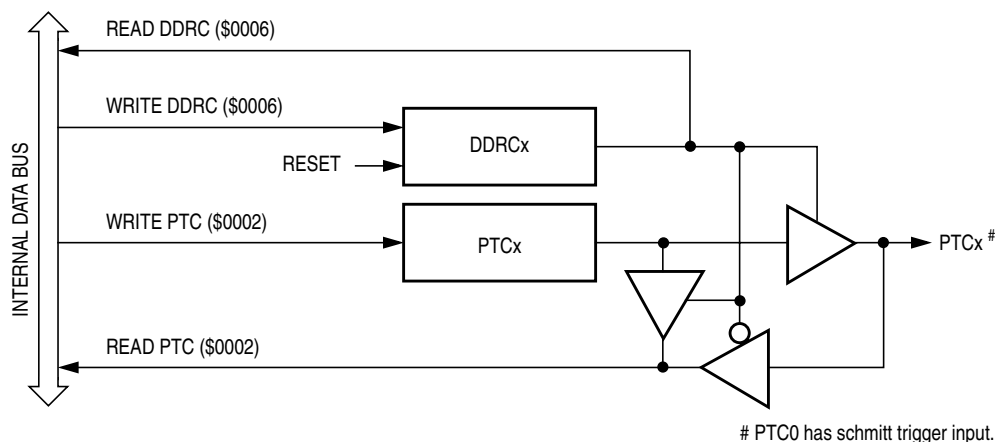 READ DDRC ($0006)
WRITE DDRC ($0006)
DDRCx
RESET
INTERNAL DATA BUS
WRITE PTC ($0002)
PTCx
PTCx #
READ PTC ($0002)
# PTC0 has schmitt trigger input.